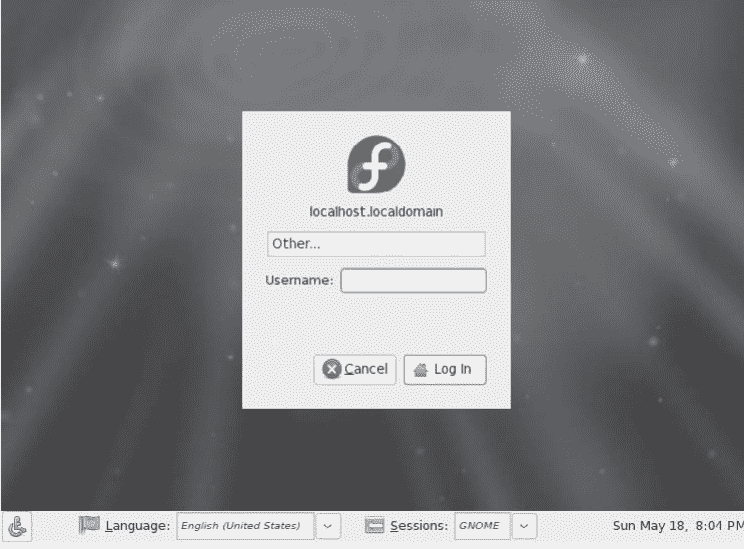 localhost.localdomain
Other...
Username:
Cancel
Log In
Language: English (United States) Sessions: GNOME Sun May 18, 8:04 PM